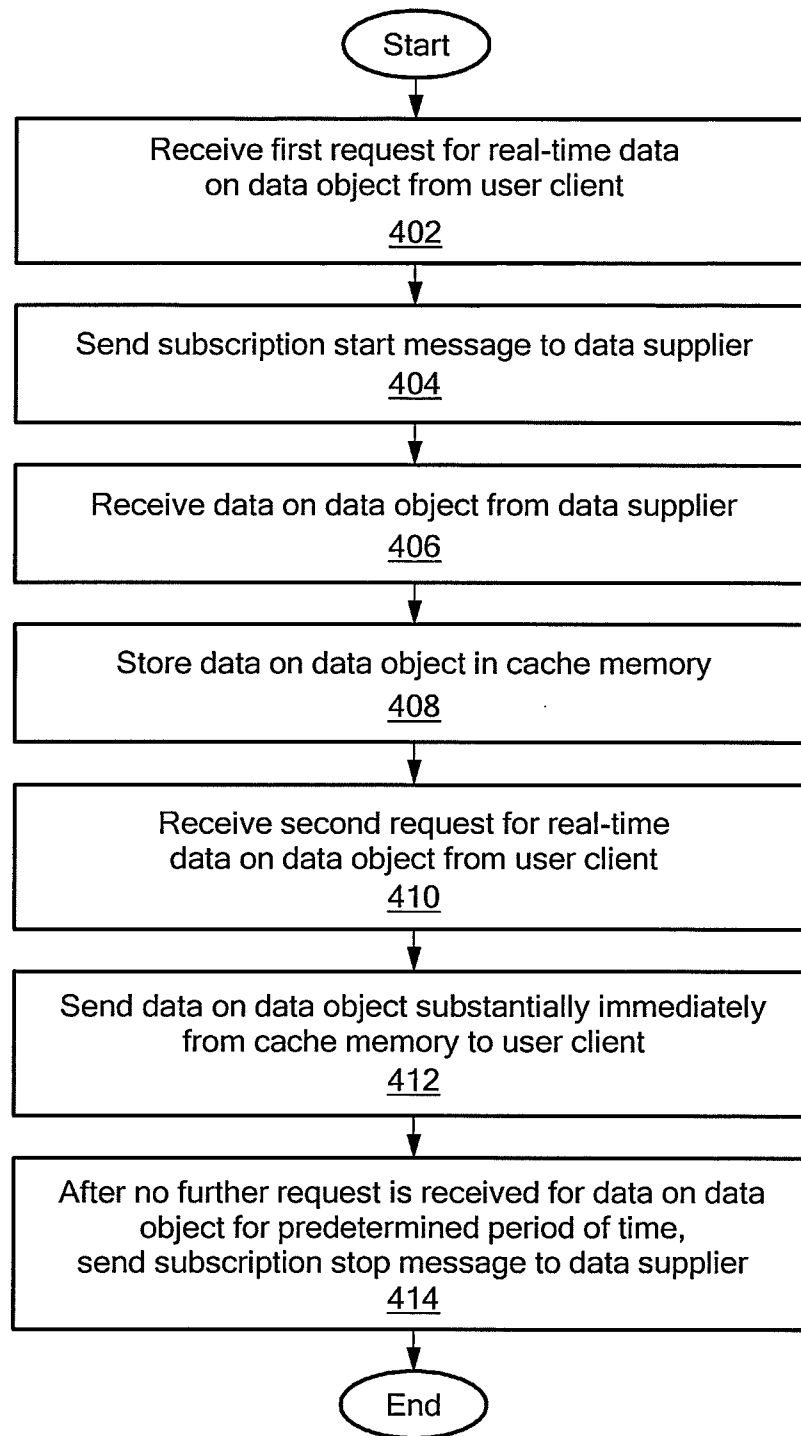 Start
Receive first request for real-time data
on data object from user client
402
Send subscription start message to data supplier
404
Receive data on data object from data supplier
406
Store data on data object in cache memory
408
Receive second request for real-time
data on data object from user client
410
Send data on data object substantially immediately
from cache memory to user client
412
After no further request is received for data on data
object for predetermined period of time,
send subscription stop message to data supplier
414
End